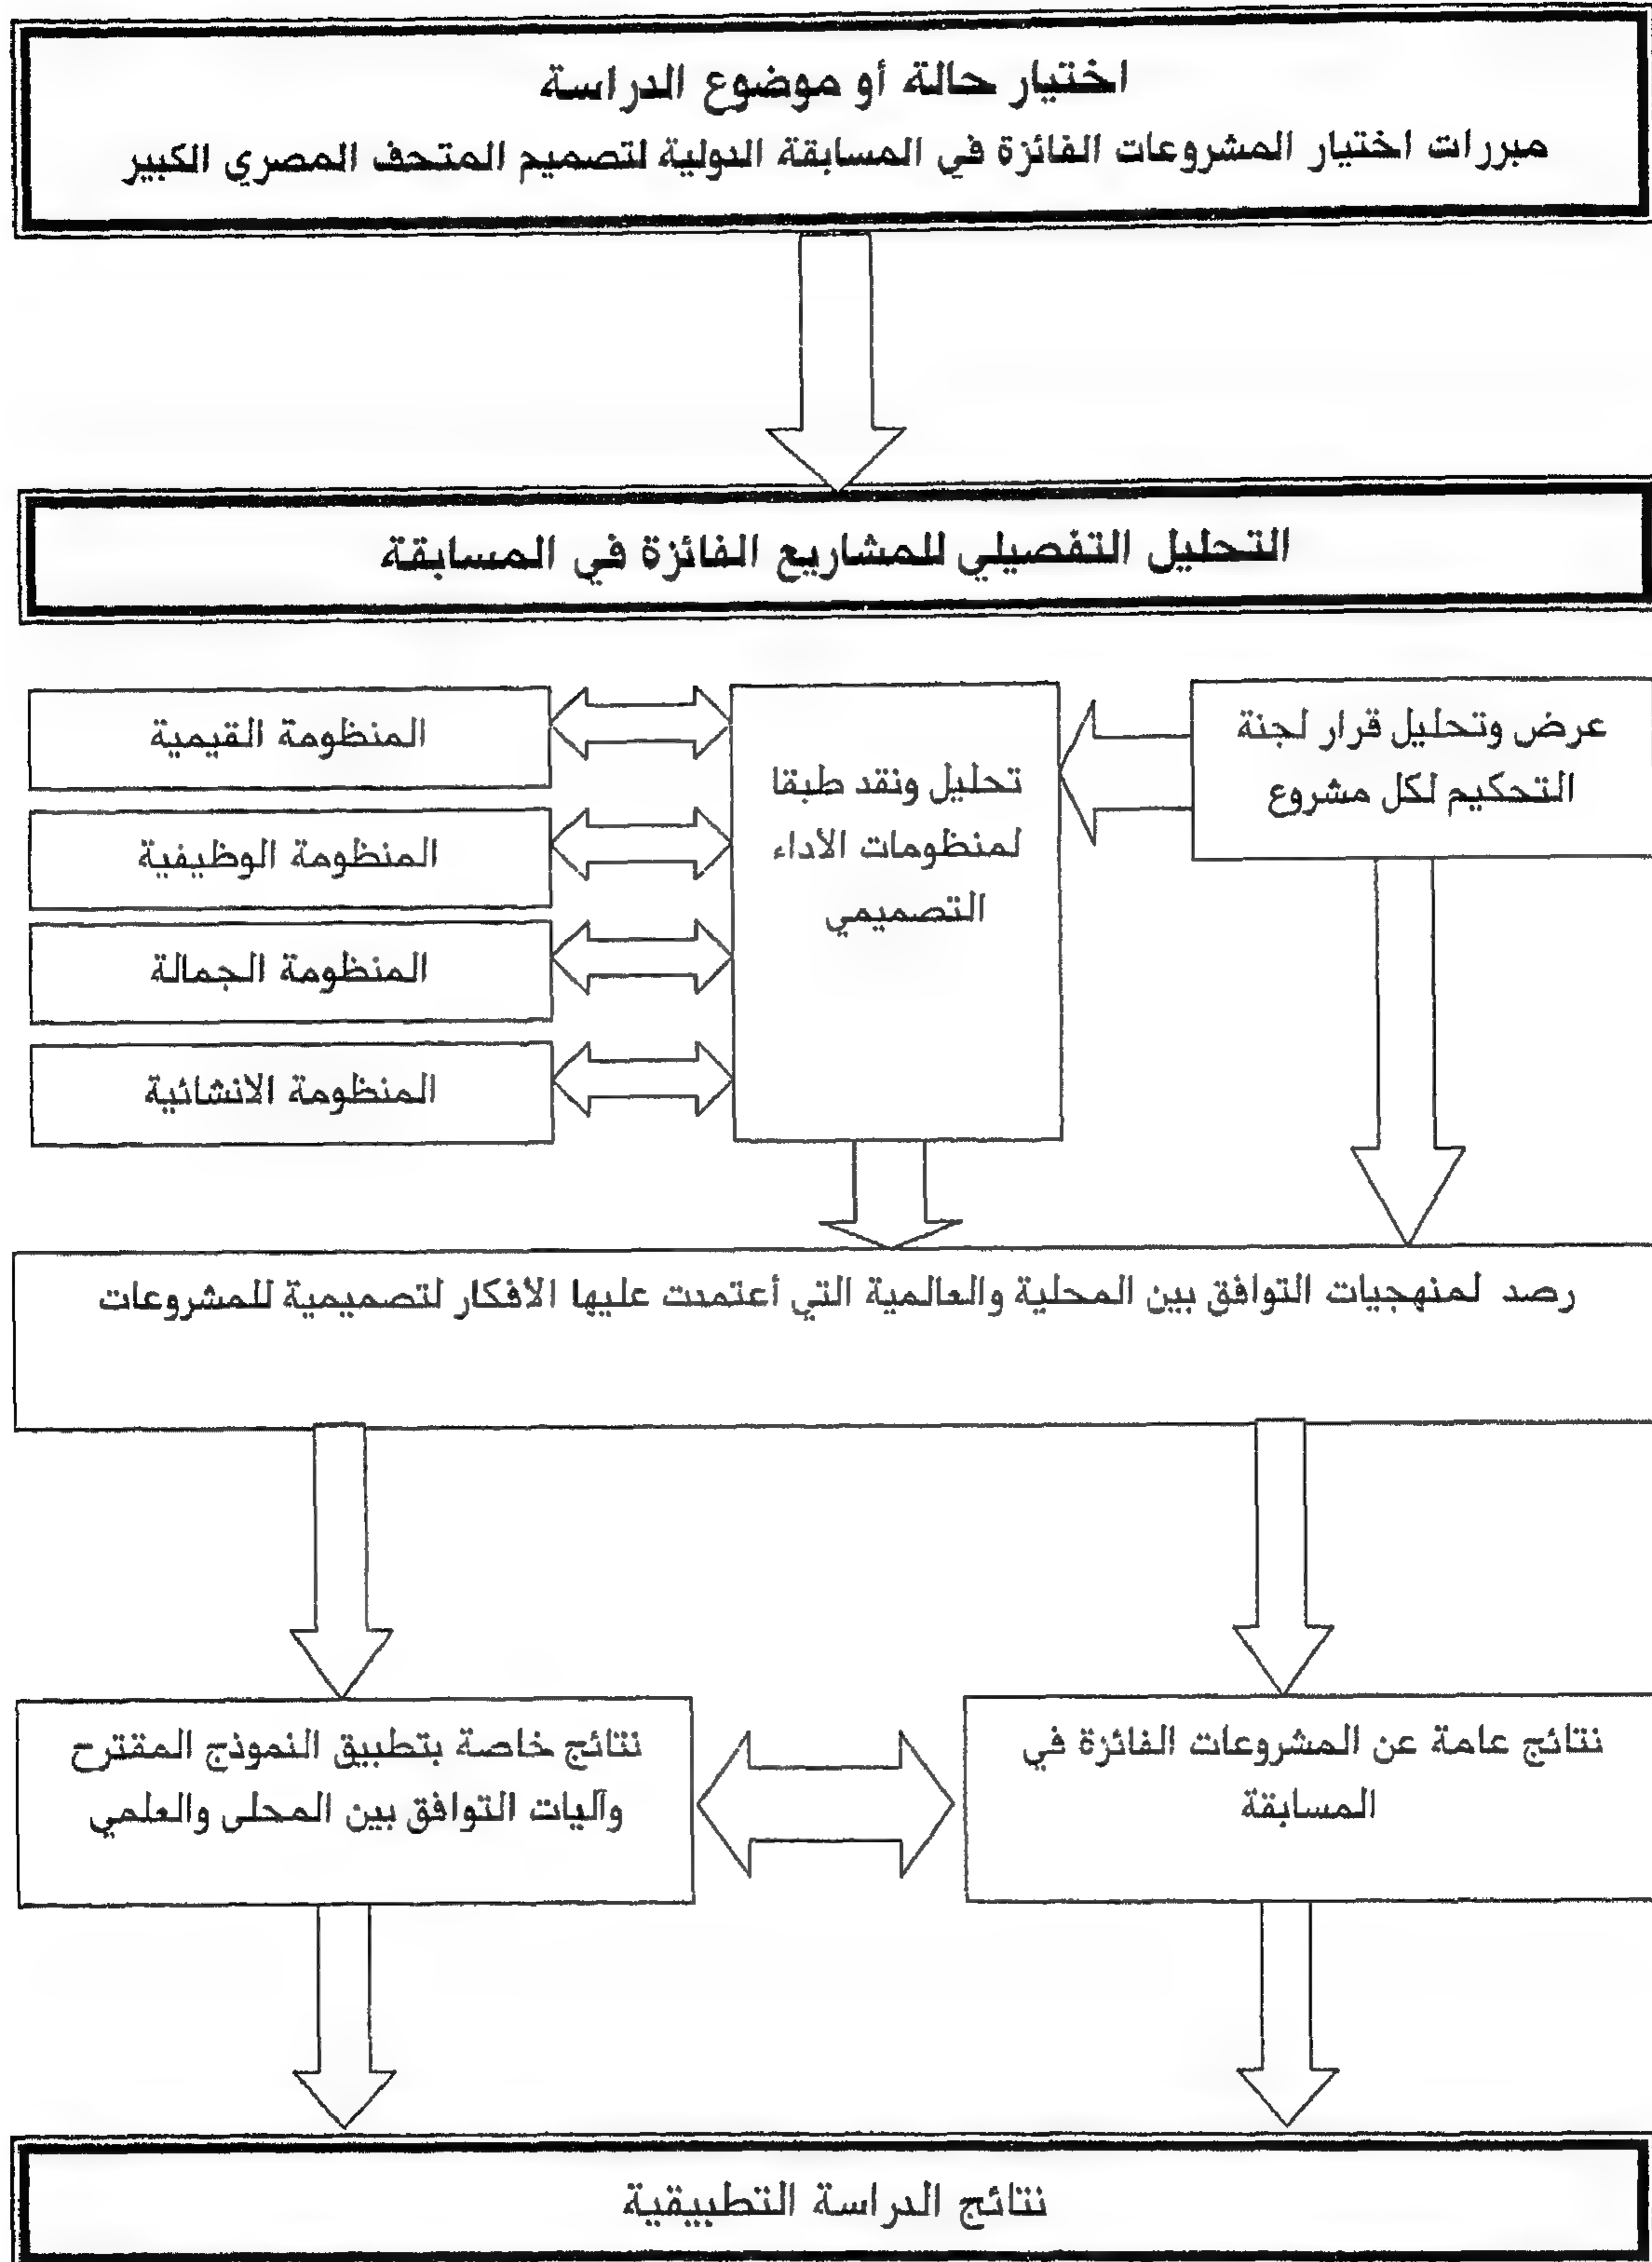 اختيار حالة أو موضوع الدراسة
مبررات اختيار المشروعات الفائزة في المسابقة الدولية لتصميم المتحف المصري الكبير
التحليل التفصيلي للمشاريع الفائزة في المسابقة
عرض وتحليل قرار لجنة
التحكيم لكل مشروع
تحليل ونقد طبقا
لمنظومات الأداء
التصميمي
المنظومة القيمية
المنظومة الوظيفية
المنظومة الجمالة
المنظومة الانشائية
رصد لمنهجيات التوافق بين المحلية والعالمية التي أعتمدت عليها الأفكار لتصميمية للمشروعات
نتائج عامة عن المشروعات الفائزة في
المسابقة
نتائج خاصة بتطبيق النموذج المقترح
وآليات التوافق بين المحلى والعلمي
نتائج الدراسة التطبيقية